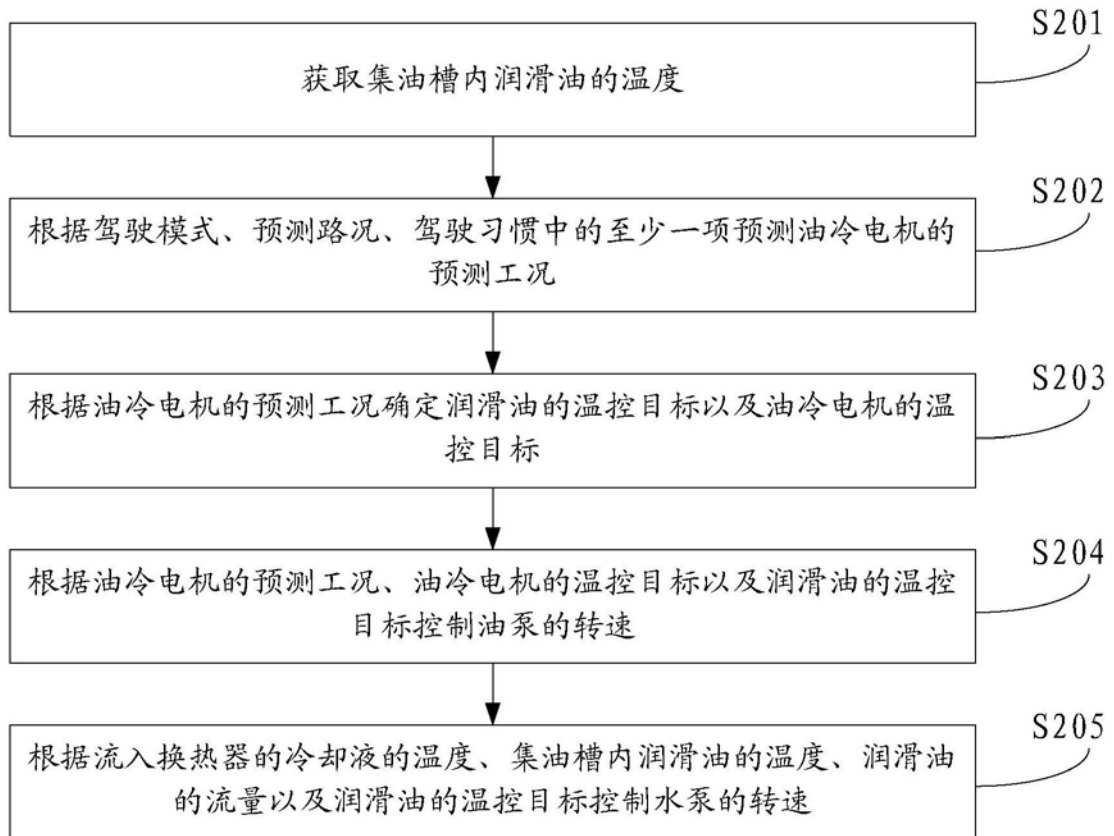 S201
获取集油槽内润滑油的温度
S202
根据驾驶模式、预测路况、驾驶习惯中的至少一项预测油冷电机的
预测工况
S203
根据油冷电机的预测工况确定润滑油的温控目标以及油冷电机的温
控目标
S204
根据油冷电机的预测工况、油冷电机的温控目标以及润滑油的温控
目标控制油泵的转速
S205
根据流入换热器的冷却液的温度、集油槽内润滑油的温度、润滑油
的流量以及润滑油的温控目标控制水泵的转速